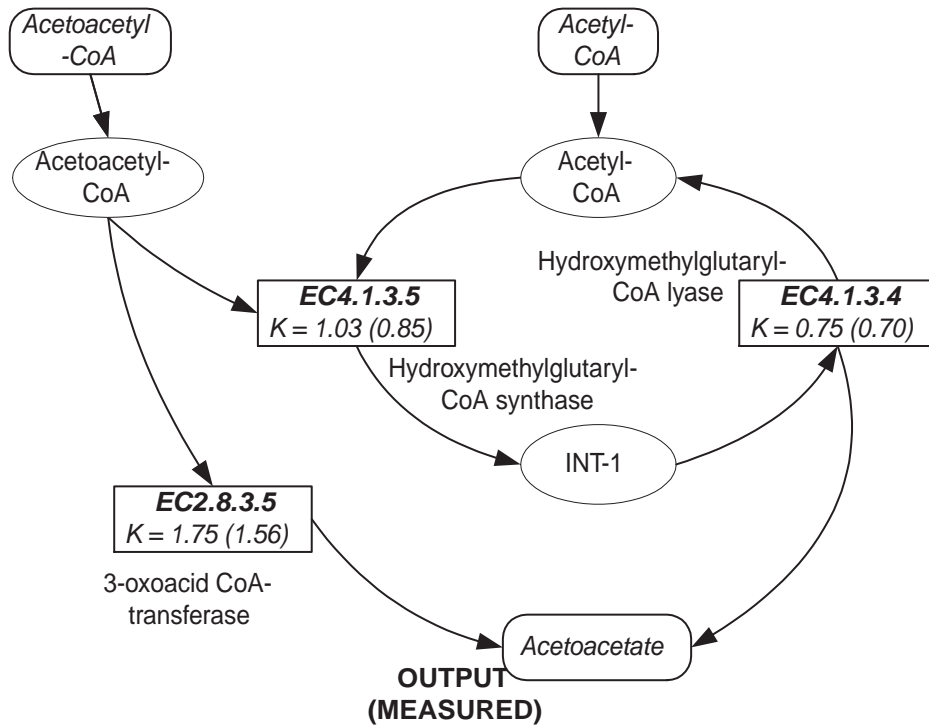 Acetoacetyl
-CoA
Acetyl-
CoA
Acetoacetyl-
CoA
Acetyl-
CoA
Hydroxymethylglutaryl-
CoA lyase
EC4.1.3.5
K = 1.03 (0.85)
EC4.1.3.4
K = 0.75 (0.70)
Hydroxymethylglutaryl-
CoA synthase
INT-1
EC2.8.3.5
K = 1.75 (1.56)
3-oxoacid CoA-
transferase
Acetoacetate
OUTPUT
(MEASURED)